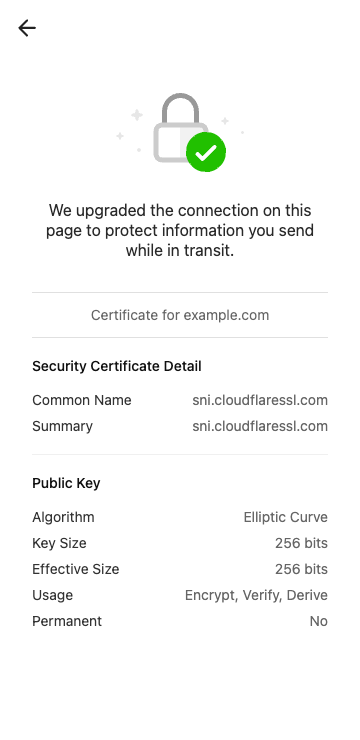 We upgraded the connection on this
page to protect information you send
while in transit.
Certificate for example.com
Security Certificate Detail
Common Name sni.cloudflaressl.com
Summary sni.cloudflaressl.com
Public Key
Algorithm Elliptic Curve
Key Size 256 bits
Effective Size 256 bits
Usage Encrypt, Verify, Derive
Permanent No